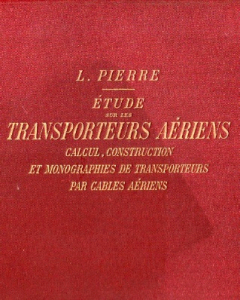 L. PIERRE
ÉTUDE
SUR LES
TRANSPORTEURS AÉRIENS
CALCUL, CONSTRUCTION
ET MONOGRAPHIES DE TRANSPORTEURS
PAR CABLES AÉRIENS